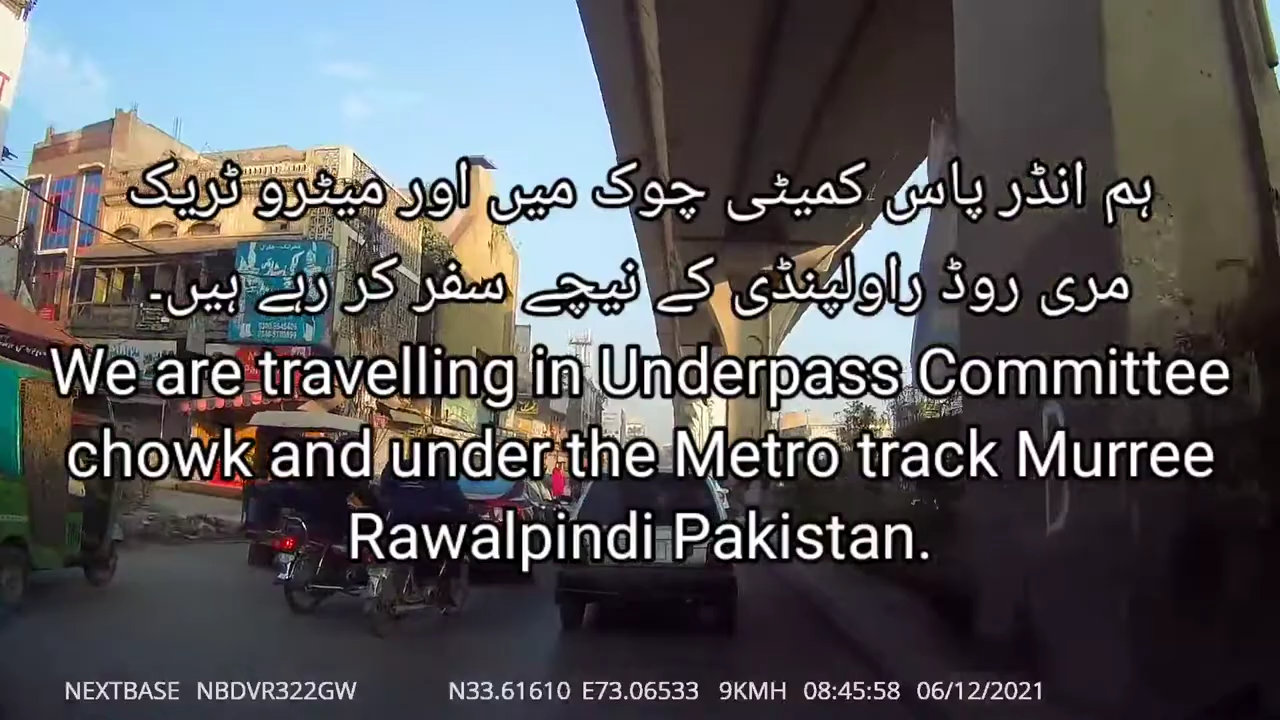 ہم انڈر پاس کمیٹی چوک میں اور میٹرو ٹریک
مری روڈ راولپنڈی کے نیچے سفر کر رہے ہیں۔
We are travelling in Underpass Committee
chowk and under the Metro track Murree
Rawalpindi Pakistan.
NEXTBASE NBDVR322GW N33.61610 E73.06533 9KMH 08:45:58 06/12/2021